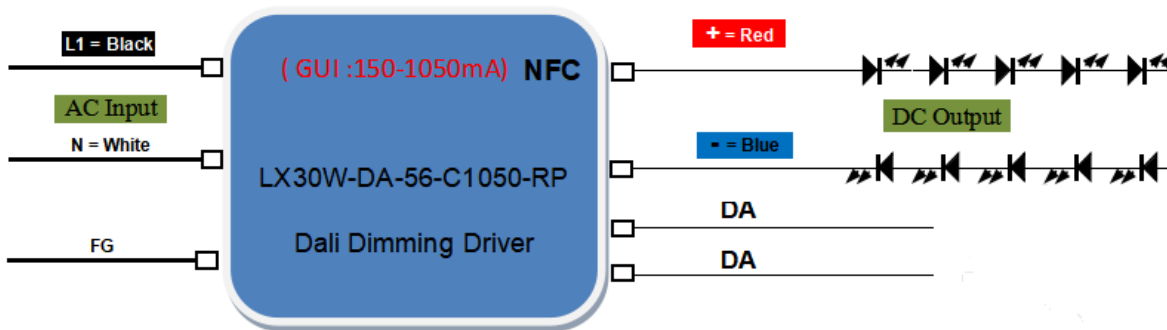 L1 = Black
+ = Red
( GUI :150-1050mA) NFC
AC Input
DC Output
N = White
- = Blue
LX30W-DA-56-C1050-RP
DA
FG
Dali Dimming Driver
DA